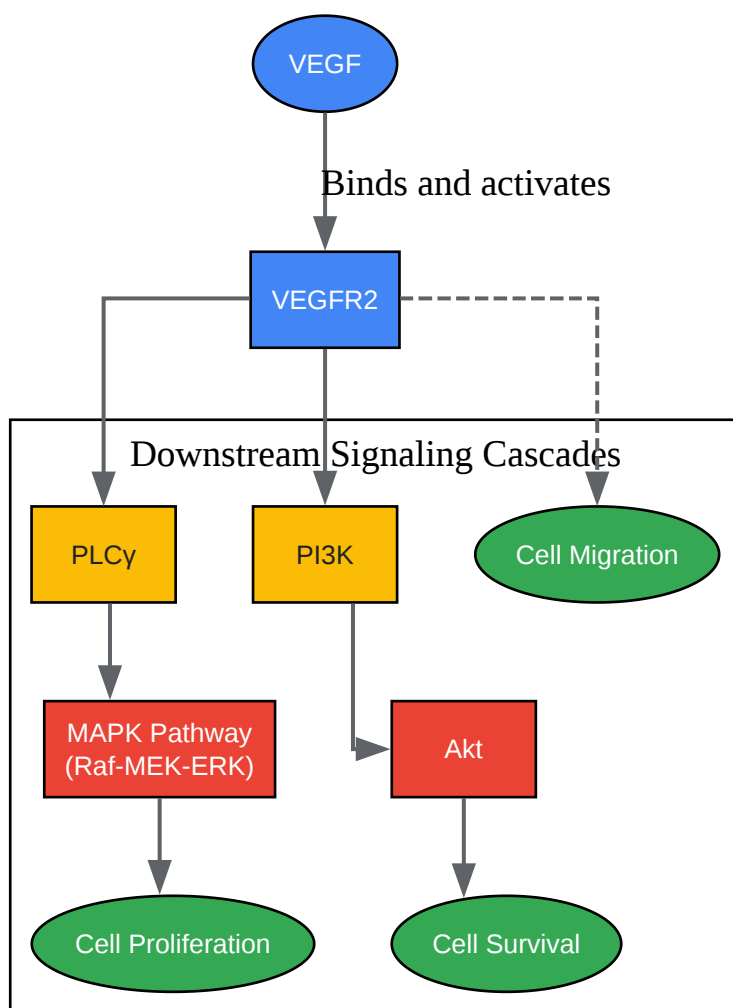 VEGF
Binds and activates
VEGFR2
Downstream Signaling Cascades
PLCγ
PI3K
Cell Migration
MAPK Pathway
(Raf-MEK-ERK)
Akt
Cell Proliferation
Cell Survival